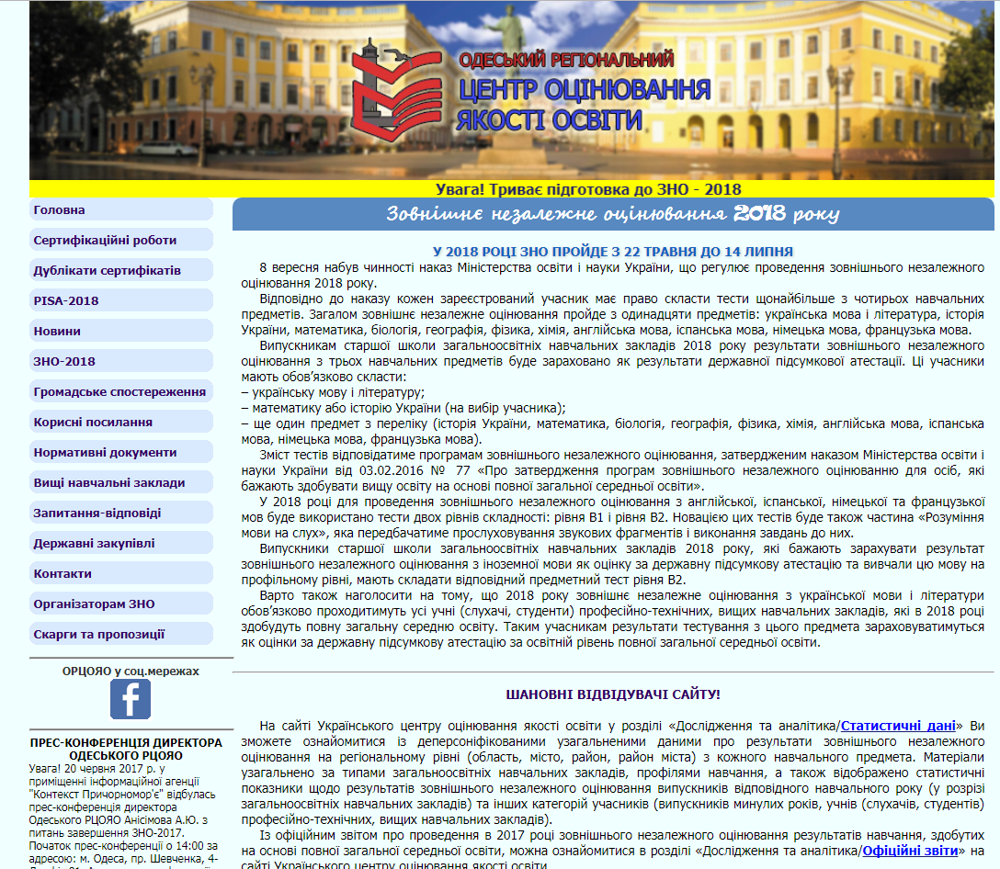 ОДЕСЬКИЙ РЕГІОНАЛЬНИЙ
ЦЕНТР ОЦІНЮВАННЯ
ЯКОСТІ ОСВІТИ
Увага! Триває підготовка до ЗНО - 2018
Головна
Сертифікаційні роботи
Дублікати сертифікатів
PISA-2018
Новини
ЗНО-2018
Громадське спостереження
Корисні посилання
Нормативні документи
Вищі навчальні заклади
Запитання-відповіді
Державні закупівлі
Контакти
Організаторам ЗНО
Скарги та пропозиції
ОРЦОЯО у соц.мережах
ПРЕС-КОНФЕРЕНЦІЯ ДИРЕКТОРА
ОДЕСЬКОГО РЦОЯО
Увага! 20 червня 2017 р. у
приміщенні інформаційної агенції
"Контекст Причорномор'є" відбулась
прес-конференція директора
Одеського РЦОЯО Анісімова А.Ю. з
питань завершення ЗНО-2017.
Початок прес-конференції о 14:00 за
адресою: м. Одеса, пр. Шевченка, 4-
Зовнішнє незалежне оцінювання 2018 року
У 2018 РОЦІ ЗНО ПРОЙДЕ З 22 ТРАВНЯ ДО 14 ЛИПНЯ
8 вересня набув чинності наказ Міністерства освіти і науки України, що регулює проведення зовнішнього незалежного
оцінювання 2018 року.
Відповідно до наказу кожен зареєстрований учасник має право скласти тести щонайбільше з чотирьох навчальних
предметів. Загалом зовнішнє незалежне оцінювання пройде з одинадцяти предметів: українська мова і література, історія
України, математика, біологія, географія, фізика, хімія, англійська мова, іспанська мова, німецька мова, французька мова.
Випускникам старшої школи загальноосвітніх навчальних закладів 2018 року результати зовнішнього незалежного
оцінювання з трьох навчальних предметів буде зараховано як результати державної підсумкової атестації. Ці учасники
мають обов’язково скласти:
– українську мову і літературу;
– математику або історію України (на вибір учасника);
– ще один предмет з переліку (історія України, математика, біологія, географія, фізика, хімія, англійська мова, іспанська
мова, німецька мова, французька мова).
Зміст тестів відповідатиме програмам зовнішнього незалежного оцінювання, затвердженим наказом Міністерства освіти і
науки України від 03.02.2016 № 77 «Про затвердження програм зовнішнього незалежного оцінюванню для осіб, які
бажають здобувати вищу освіту на основі повної загальної середньої освіти».
У 2018 році для проведення зовнішнього незалежного оцінювання з англійської, іспанської, німецької та французької
мов буде використано тести двох рівнів складності: рівня В1 і рівня В2. Новацією цих тестів буде також частина «Розуміння
мови на слух», яка передбачатиме прослуховування звукових фрагментів і виконання завдань до них.
Випускники старшої школи загальноосвітніх навчальних закладів 2018 року, які бажають зарахувати результат
зовнішнього незалежного оцінювання з іноземної мови як оцінку за державну підсумкову атестацію та вивчали цю мову на
профільному рівні, мають складати відповідний предметний тест рівня В2.
Варто також наголосити на тому, що 2018 року зовнішнє незалежне оцінювання з української мови і літератури
обов’язково проходитимуть усі учні (слухачі, студенти) професійно-технічних, вищих навчальних закладів, які в 2018 році
здобудуть повну загальну середню освіту. Таким учасникам результати тестування з цього предмета зараховуватимуться
як оцінки за державну підсумкову атестацію за освітній рівень повної загальної середньої освіти.
ШАНОВНІ ВІДВІДУВАЧІ САЙТУ!
На сайті Українського центру оцінювання якості освіти у розділі «Дослідження та аналітика/Статистичні дані» Ви
зможете ознайомитися із деперсоніфікованими узагальненими даними про результати зовнішнього незалежного
оцінювання на регіональному рівні (область, місто, район, район міста) з кожного навчального предмета. Матеріали
узагальнено за типами загальноосвітніх навчальних закладів, профілями навчання, а також відображено статистичні
показники щодо результатів зовнішнього незалежного оцінювання випускників відповідного навчального року (у розрізі
загальноосвітніх навчальних закладів) та інших категорій учасників (випускників минулих років, учнів (слухачів, студентів)
професійно-технічних, вищих навчальних закладів).
Із офіційним звітом про проведення в 2017 році зовнішнього незалежного оцінювання результатів навчання, здобутих
на основі повної загальної середньої освіти, можна ознайомитися в розділі «Дослідження та аналітика/Офіційні звіти» на
сайті Українського центру оцінювання якості освіти.